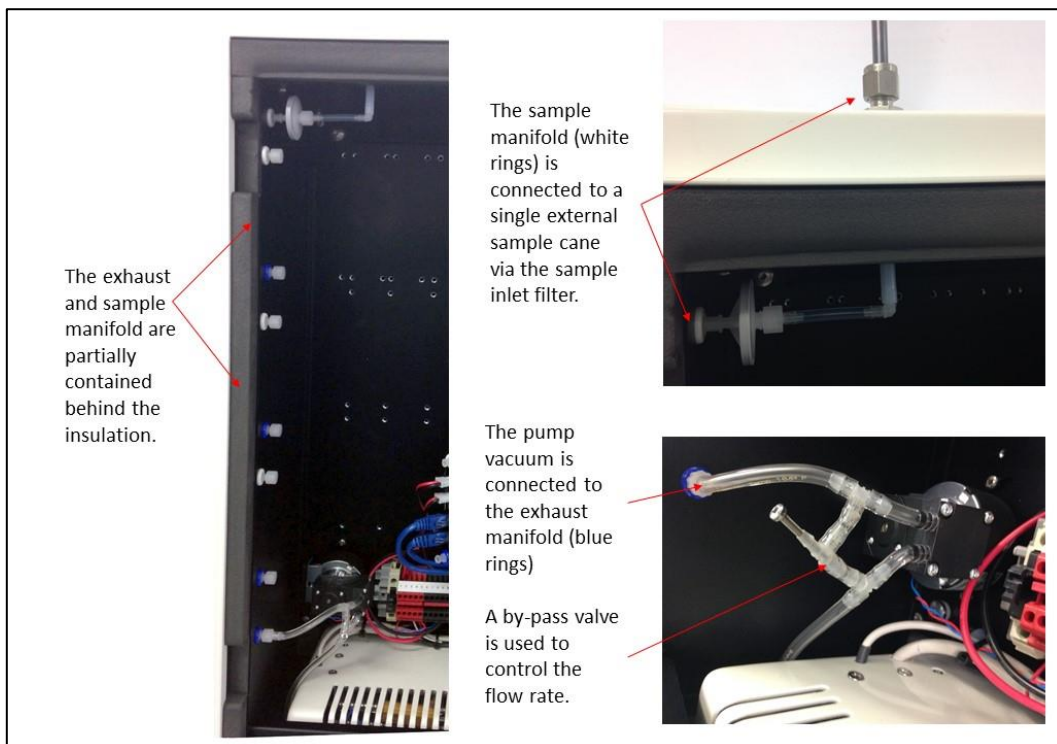 The exhaust
and sample
manifold are
partially
contained
behind the
insulation.
The sample
manifold (white
rings) is
connected to a
single external
sample cane
via the sample
inlet filter.
The pump
vacuum is
connected to
the exhaust
manifold (blue
rings)
A by-pass valve
is used to
control the
flow rate.